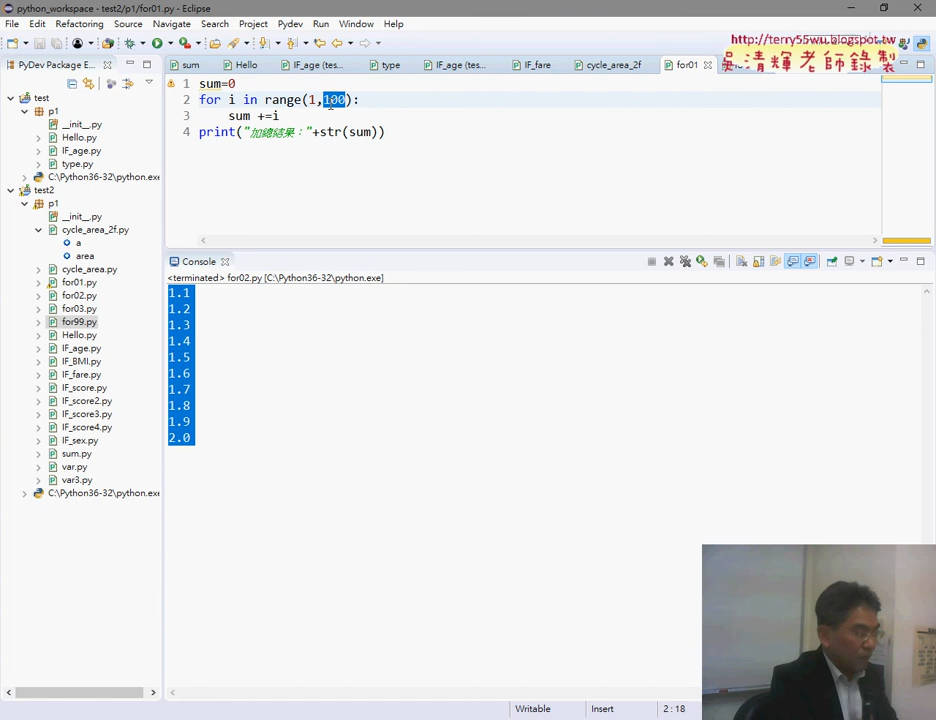 python_workspace - test2/p1/for01.py - Eclipse
File Edit Refactoring Source Navigate Search Project Pydev Run Window Help
http://terry55wu.blogspot.tw
吳清輝老師錄製
PyDev Package E...
sum Hello IF_age (tes... type IF_age (tes... IF_fare cycle_area_2f for01
test
p1
__init__.py
Hello.py
IF_age.py
type.py
C:\Python36-32\python.exe
test2
p1
__init__.py
cycle_area_2f.py
a
area
cycle_area.py
for01.py
for02.py
for03.py
for99.py
Hello.py
IF_age.py
IF_BMI.py
IF_fare.py
IF_score.py
IF_score2.py
IF_score3.py
IF_score4.py
IF_sex.py
sum.py
var.py
var3.py
C:\Python36-32\python.exe
1 sum=0
2 for i in range(1,100):
3 sum +=i
4 print("加總結果："+str(sum))
Console
<terminated> for02.py [C:\Python36-32\python.exe]
1.1
1.2
1.3
1.4
1.5
1.6
1.7
1.8
1.9
2.0
Writable Insert 2 : 18